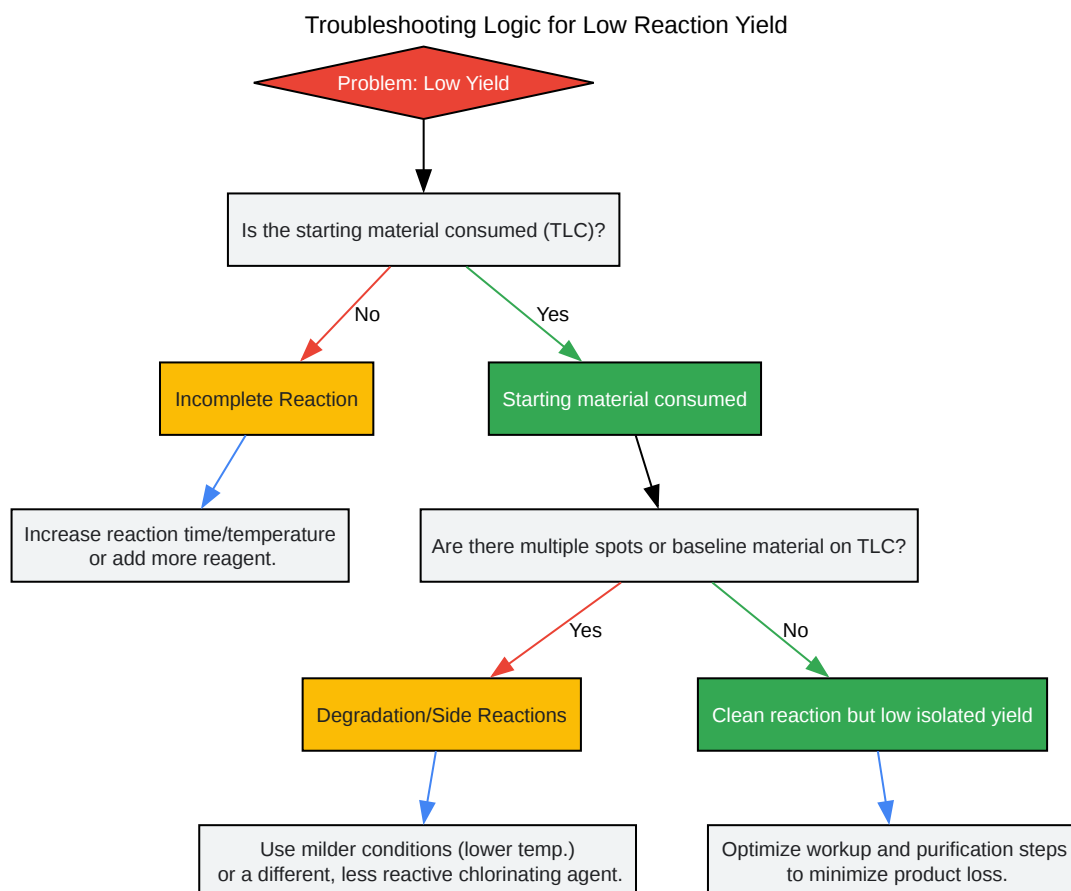 Troubleshooting Logic for Low Reaction Yield
Problem: Low Yield
Is the starting material consumed (TLC)?
No
Yes
Incomplete Reaction
Starting material consumed
Increase reaction time/temperature
or add more reagent.
Are there multiple spots or baseline material on TLC?
Yes
No
Degradation/Side Reactions
Clean reaction but low isolated yield
Use milder conditions (lower temp.)
or a different, less reactive chlorinating agent.
Optimize workup and purification steps
to minimize product loss.